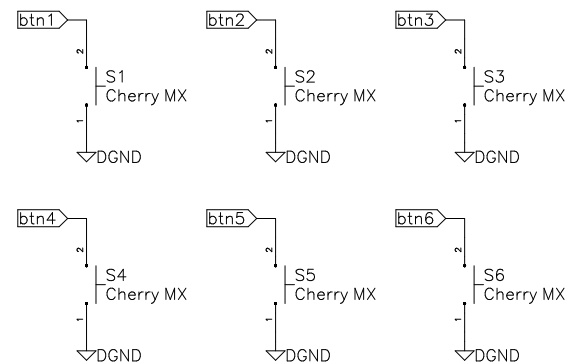 btn1 btn2 btn3
2 2 2
S1 S2 S3
Cherry MX Cherry MX Cherry MX
1 1 1
DGND DGND DGND
btn4 btn5 btn6
2 2 2
S4 S5 S6
Cherry MX Cherry MX Cherry MX
1 1 1
DGND DGND DGND